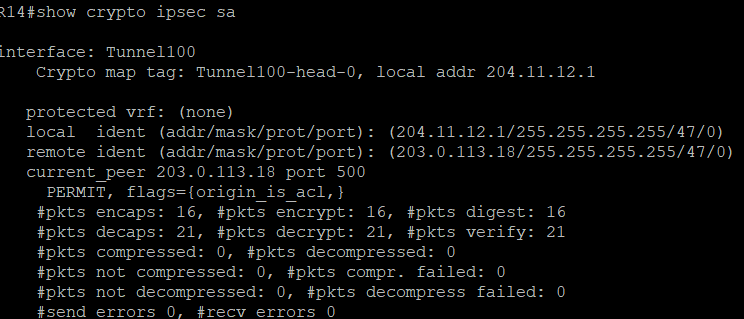 R14#show crypto ipsec sa
interface: Tunnel100
Crypto map tag: Tunnel100-head-0, local addr 204.11.12.1
protected vrf: (none)
local  ident (addr/mask/prot/port): (204.11.12.1/255.255.255.255/47/0)
remote ident (addr/mask/prot/port): (203.0.113.18/255.255.255.255/47/0)
current_peer 203.0.113.18 port 500
PERMIT, flags={origin_is_acl,}
#pkts encaps: 16, #pkts encrypt: 16, #pkts digest: 16
#pkts decaps: 21, #pkts decrypt: 21, #pkts verify: 21
#pkts compressed: 0, #pkts decompressed: 0
#pkts not compressed: 0, #pkts compr. failed: 0
#pkts not decompressed: 0, #pkts decompress failed: 0
#send errors 0, #recv errors 0